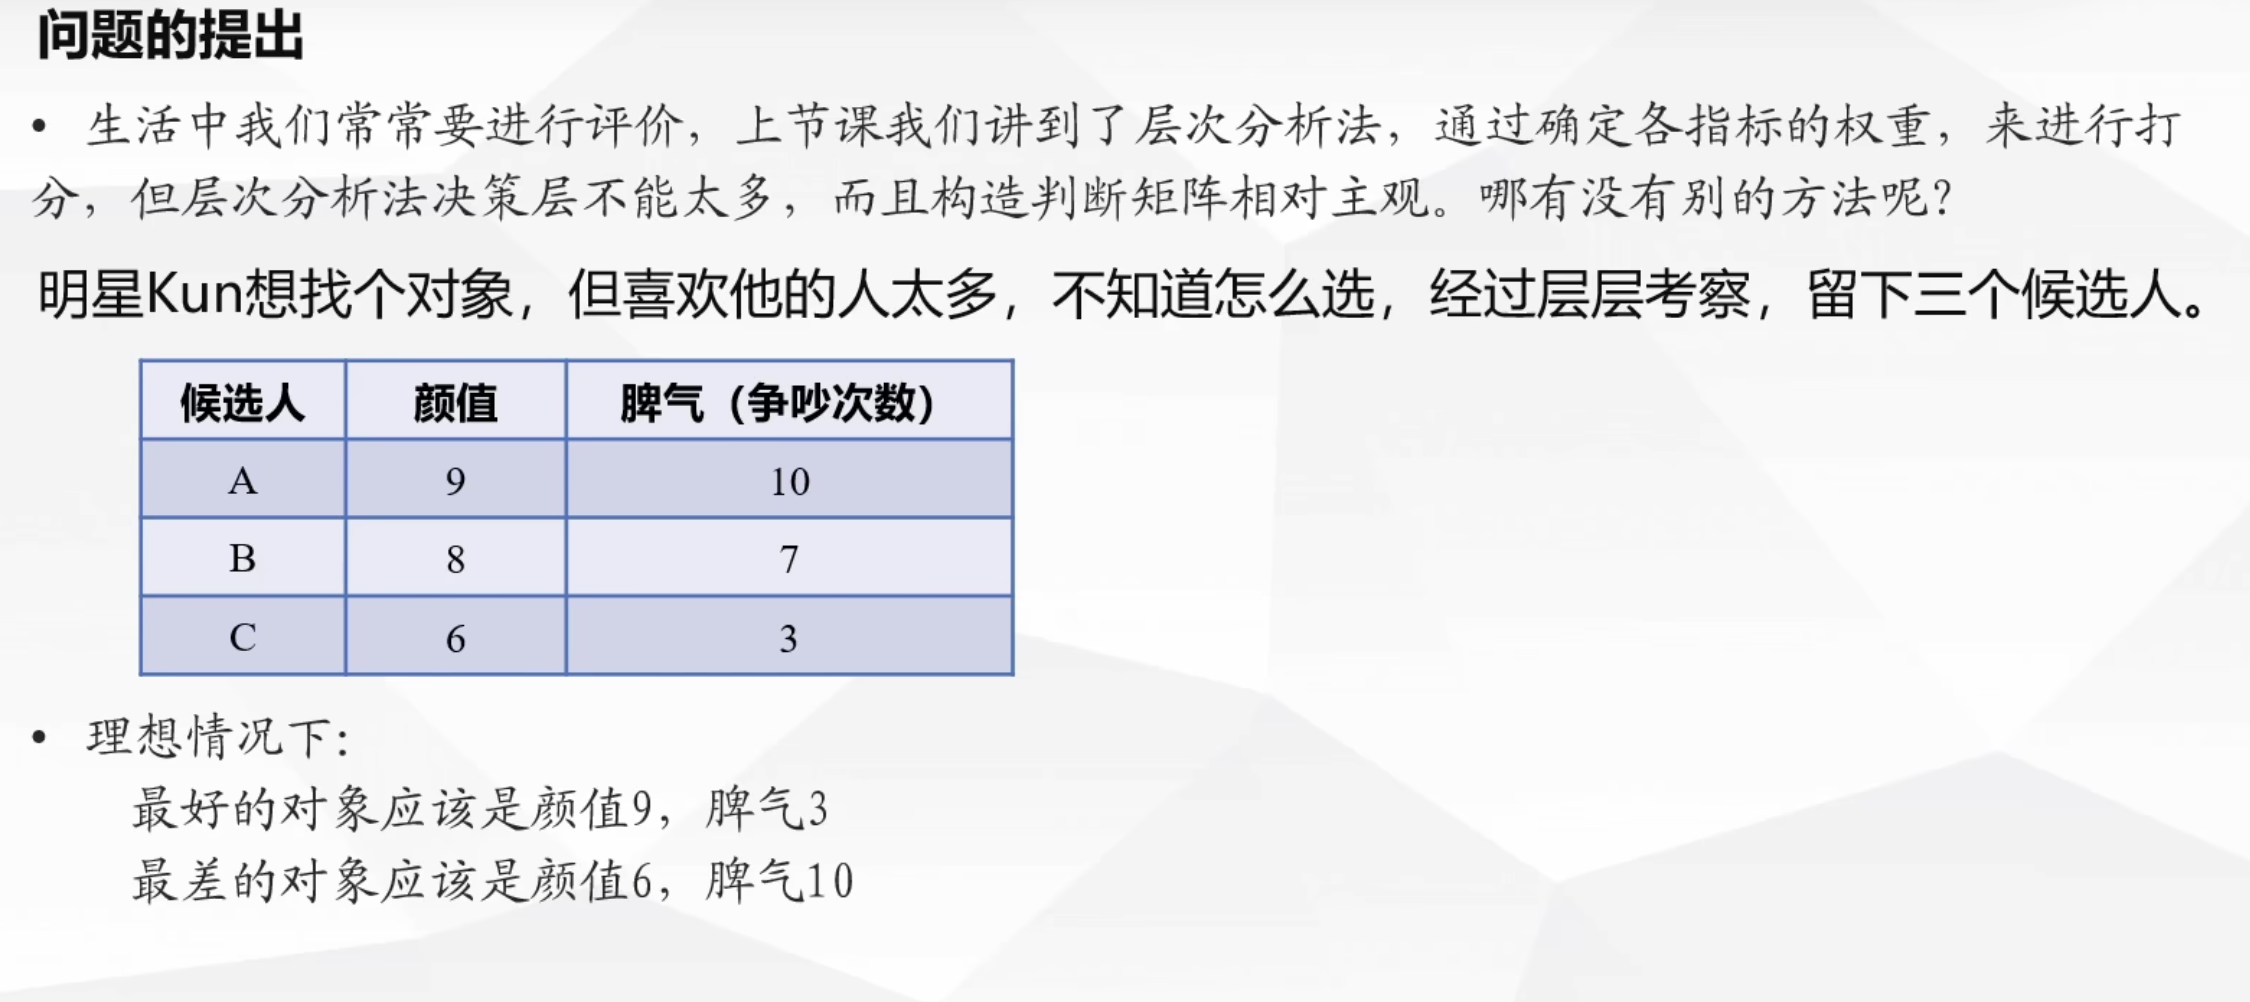 问题的提出
• 生活中我们常常要进行评价，上节课我们讲到了层次分析法，通过确定各指标的权重，来进行打
分，但层次分析法决策层不能太多，而且构造判断矩阵相对主观。哪有没有别的方法呢？
明星Kun想找个对象，但喜欢他的人太多，不知道怎么选，经过层层考察，留下三个候选人。
候选人 颜值 脾气（争吵次数）
A 9 10
B 8 7
C 6 3
• 理想情况下：
最好的对象应该是颜值9，脾气3
最差的对象应该是颜值6，脾气10